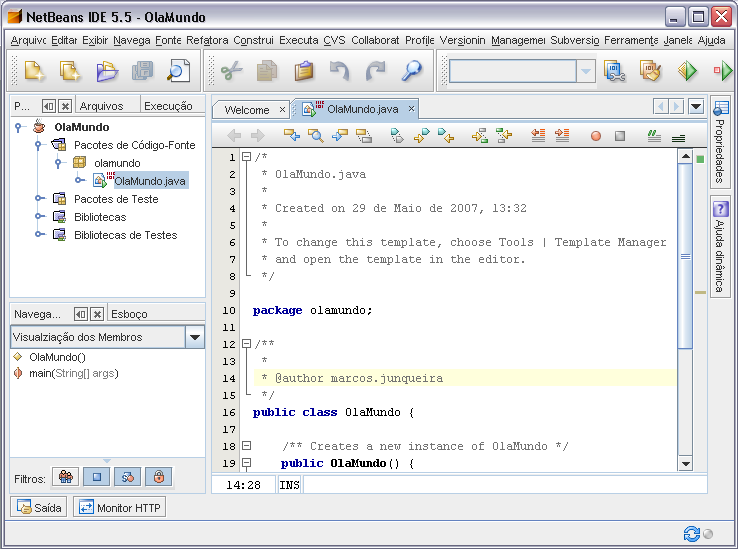 NetBeans IDE 5.5 - OlaMundo
Arquivo Editar Exibir Navega Fonte Refatora Construi Executa CVS Collaborat Profile Versionin Managemer Subversio Ferrament Janela Ajuda
P... Arquivos Execução
OlaMundo
Pacotes de Código-Fonte
olamundo
OlaMundo.java
Pacotes de Teste
Bibliotecas
Bibliotecas de Testes
Navega... Esboço
Visualziação dos Membros
OlaMundo()
main(String[] args)
Filtros:
Welcome OlaMundo.java
1 /*
2 * OlaMundo.java
3 *
4 * Created on 29 de Maio de 2007, 13:32
5 *
6 * To change this template, choose Tools | Template Manager
7 * and open the template in the editor.
8 */
9
10 package olamundo;
11
12 /**
13 *
14 * @author marcos.junqueira
15 */
16 public class OlaMundo {
17
18 /** Creates a new instance of OlaMundo */
19 public OlaMundo() {
14:28 INS
Propriedades
Ajuda dinâmica
Saída Monitor HTTP